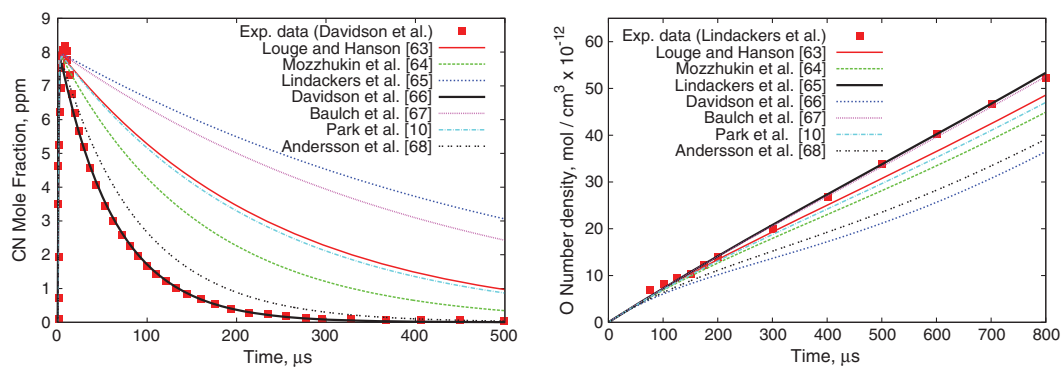 Exp. data (Davidson et al.)
Louge and Hanson [63]
Mozzhukin et al. [64]
Lindackers et al. [65]
Davidson et al. [66]
Baulch et al. [67]
Park et al. [10]
Andersson et al. [68]
CN Mole Fraction, ppm
9
8
7
6
5
4
3
2
1
0
0 100 200 300 400 500
Time, μs
Exp. data (Lindackers et al.)
Louge and Hanson [63]
Mozzhukin et al. [64]
Lindackers et al. [65]
Davidson et al. [66]
Baulch et al. [67]
Park et al. [10]
Andersson et al. [68]
O Number density, mol / cm³ x 10⁻¹²
60
50
40
30
20
10
0
0 100 200 300 400 500 600 700 800
Time, μs